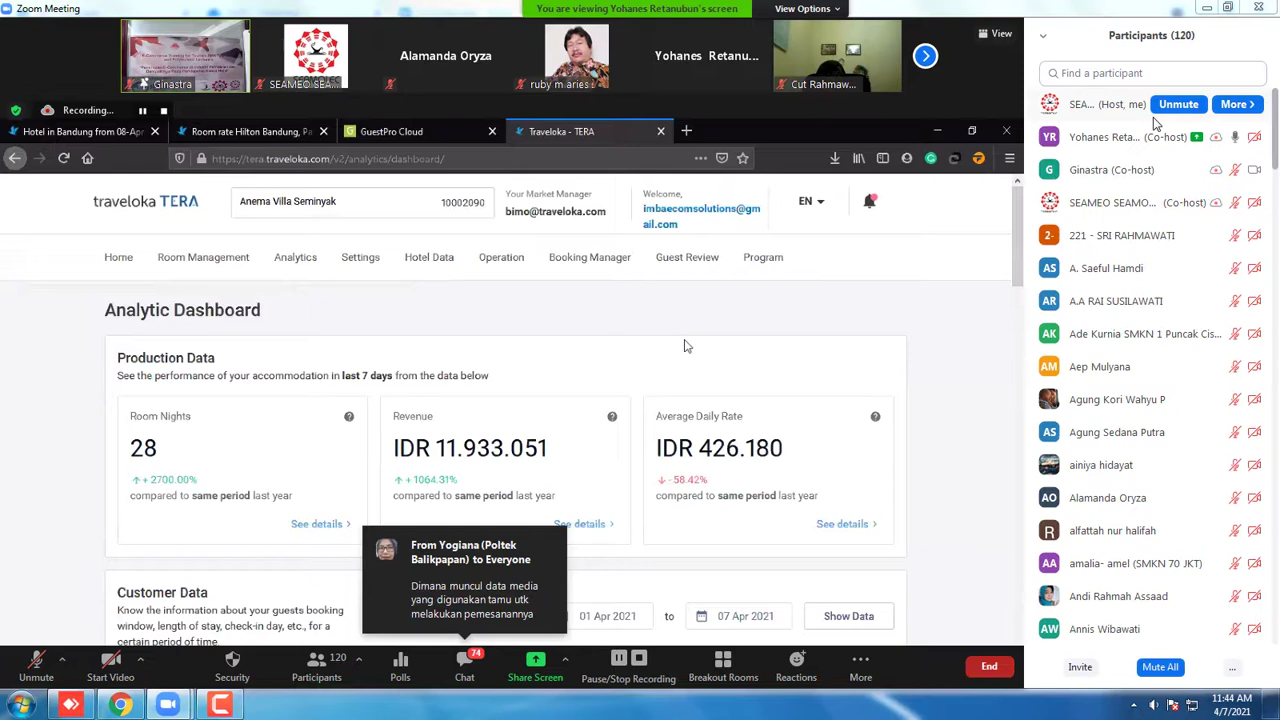 Zoom Meeting
You are viewing Yohanes Retanubun's screen
View Options
Ginastra
SEAMEO SEAMO...
Alamanda Oryza
ruby m aries
Yohanes Retanu...
Cut Rahmaw...
View
Recording...
Hotel in Bandung from 08-Apr
Room rate Hilton Bandung, Pa
GuestPro Cloud
Traveloka - TERA
https://tera.traveloka.com/v2/analytics/dashboard/
traveloka TERA
Anema Villa Seminyak 10002090
Your Market Manager
bimo@traveloka.com
Welcome,
imbaecomsolutions@gm
ail.com
EN
Home Room Management Analytics Settings Hotel Data Operation Booking Manager Guest Review Program
Analytic Dashboard
Production Data
See the performance of your accommodation in last 7 days from the data below
Room Nights
28
+ 2700.00%
compared to same period last year
See details
Revenue
IDR 11.933.051
+ 1064.31%
compared to same period last year
See details
Average Daily Rate
IDR 426.180
- 58.42%
compared to same period last year
See details
Customer Data
Know the information about your guests booking
window, length of stay, check-in day, etc., for a
certain period of time.
01 Apr 2021 to 07 Apr 2021 Show Data
From Yogiana (Poltek
Balikpapan) to Everyone
Dimana muncul data media
yang digunakan tamu utk
melakukan pemesanannya
Unmute
Start Video
Security
120
Participants
Polls
74
Chat
Share Screen
Pause/Stop Recording
Breakout Rooms
Reactions
More
End
Participants (120)
Find a participant
SEA... (Host, me) Unmute More
YR Yohanes Reta... (Co-host)
G Ginastra (Co-host)
SEAMEO SEAMO... (Co-host)
2- 221 - SRI RAHMAWATI
AS A. Saeful Hamdi
AR A.A RAI SUSILAWATI
AK Ade Kurnia SMKN 1 Puncak Cis...
AM Aep Mulyana
Agung Kori Wahyu P
AS Agung Sedana Putra
ainiya hidayat
AO Alamanda Oryza
R alfattah nur halifah
AA amalia- amel (SMKN 70 JKT)
Andi Rahmah Assaad
AW Annis Wibawati
Invite Mute All ...
11:44 AM
4/7/2021